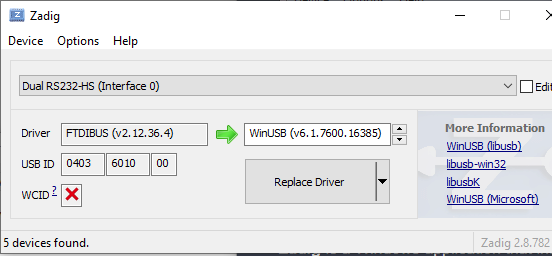 Zadig
Device Options Help
Dual RS232-HS (Interface 0)
Edit
Driver FTDIBUS (v2.12.36.4) WinUSB (v6.1.7600.16385)
USB ID 0403 6010 00
WCID ?
Replace Driver
More Information
WinUSB (libusb)
libusb-win32
libusbK
WinUSB (Microsoft)
5 devices found.
Zadig 2.8.782